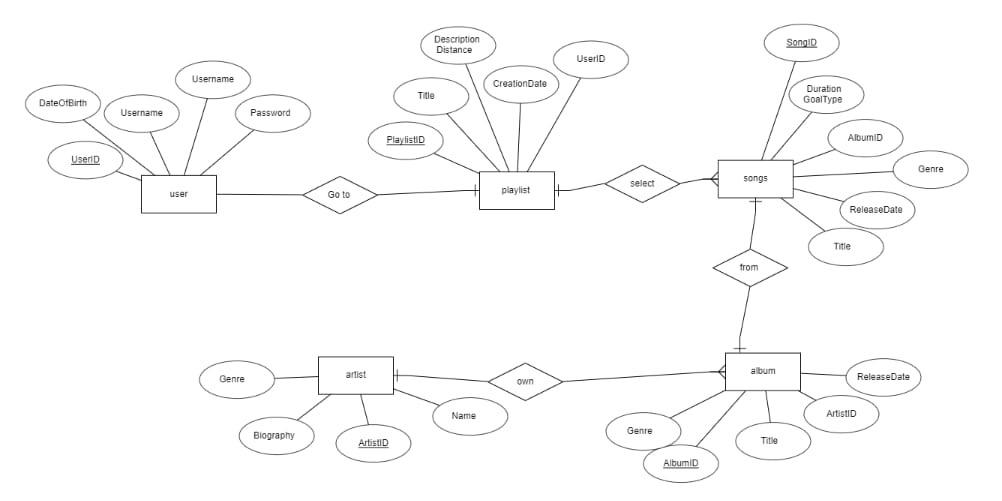 SongID
Description
Distance
UserID
Username
CreationDate
Duration
GoalType
DateOfBirth
Username
Password
Title
AlbumID
PlaylistID
UserID
Genre
user
Go to
playlist
select
songs
ReleaseDate
Title
from
Genre
artist
own
album
ReleaseDate
Biography
ArtistID
Name
Genre
AlbumID
Title
ArtistID